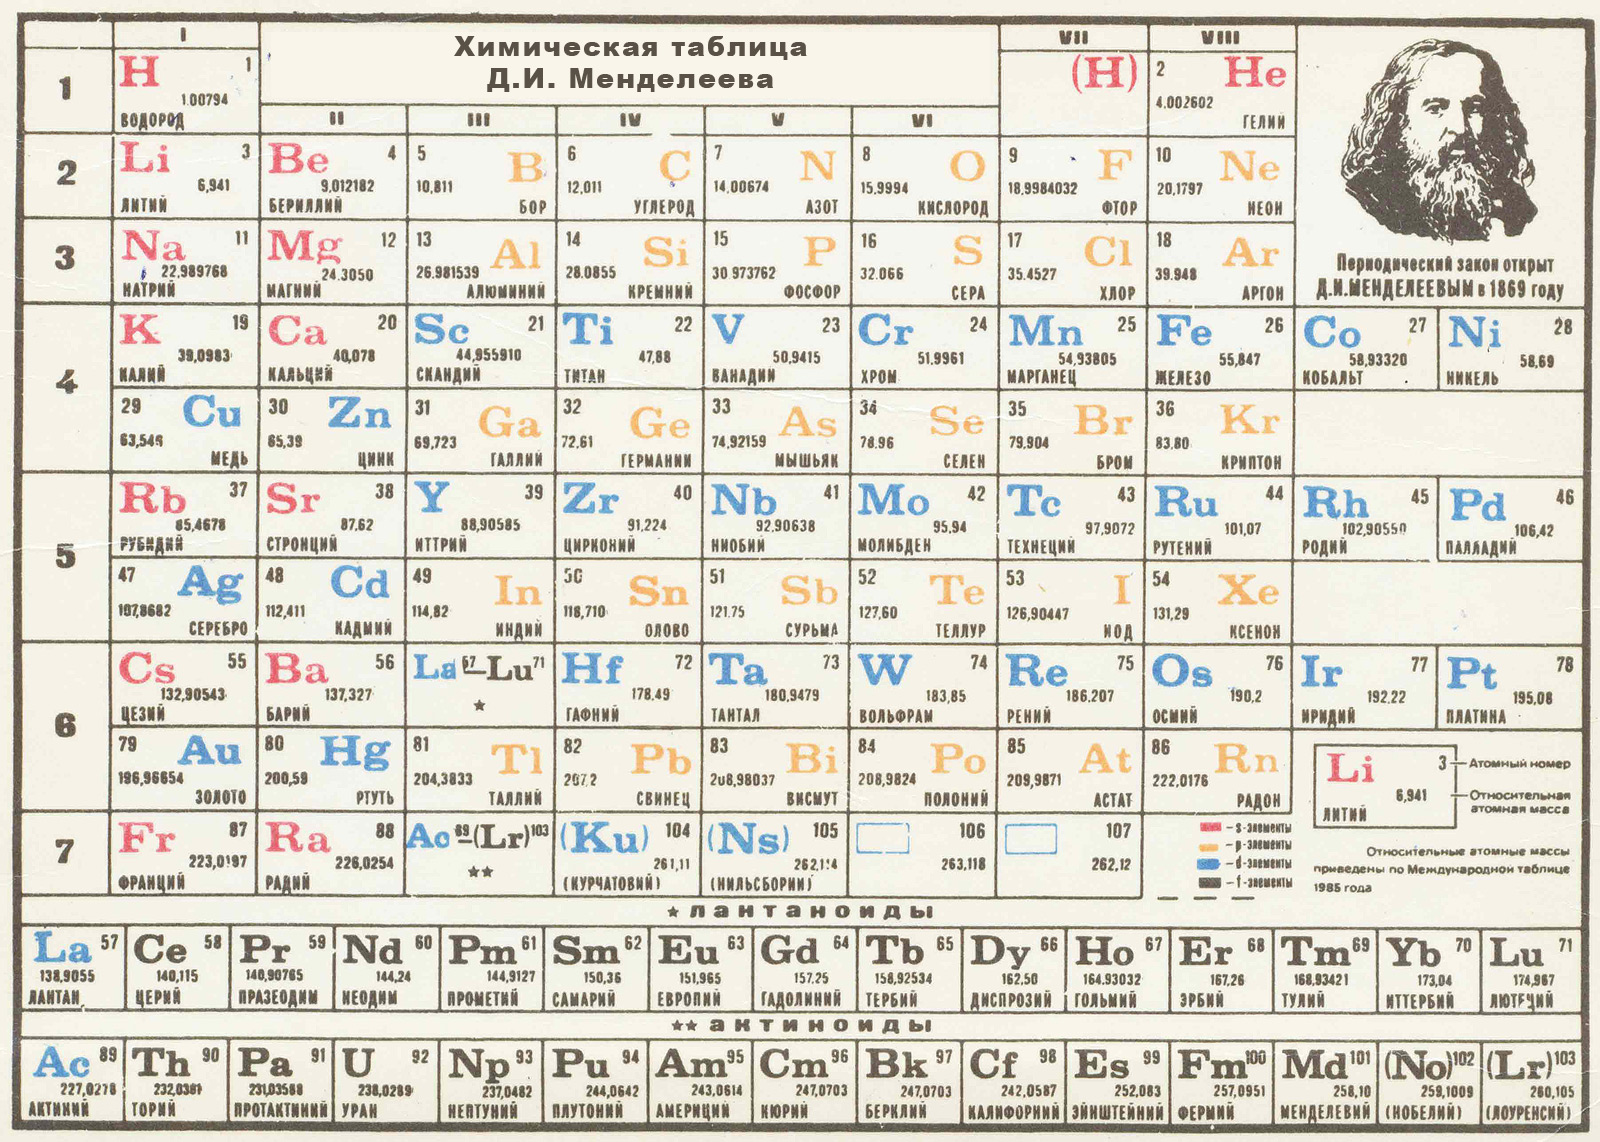 I
Химическая таблица
Д.И. Менделеева
VII VIII
1 H 1 (H) 2 He
1.00794 4.002602
ВОДОРОД ГЕЛИЙ
II III IV V VI
2 Li 3 Be 4 5 B 6 C 7 N 8 O 9 F 10 Ne
6,941 9,012182 10,811 12,011 14,00674 15,9994 18,9984032 20,1797
ЛИТИЙ БЕРИЛЛИЙ БОР УГЛЕРОД АЗОТ КИСЛОРОД ФТОР НЕОН
3 Na 11 Mg 12 13 Al 14 Si 15 P 16 S 17 Cl 18 Ar
22,989768 24.3050 26.981539 28.0855 30 973762 32.066 35.4527 39.948
НАТРИЙ МАГНИЙ АЛЮМИНИЙ КРЕМНИЙ ФОСФОР СЕРА ХЛОР АРГОН
Периодический закон открыт
Д.И.МЕНДЕЛЕЕВЫМ в 1869 году
4 K 19 Ca 20 Sc 21 Ti 22 V 23 Cr 24 Mn 25 Fe 26 Co 27 Ni 28
39,0983 40,078 44,955910 47,88 50,9415 51,9961 54,93805 55,847 58,93320 58,69
КАЛИЙ КАЛЬЦИЙ СКАНДИЙ ТИТАН ВАНАДИЙ ХРОМ МАРГАНЕЦ ЖЕЛЕЗО КОБАЛЬТ НИКЕЛЬ
29 Cu 30 Zn 31 Ga 32 Ge 33 As 34 Se 35 Br 36 Kr
63,546 65,39 69,723 72,61 74,92159 78.96 79,904 83.80
МЕДЬ ЦИНК ГАЛЛИЙ ГЕРМАНИЙ МЫШЬЯК СЕЛЕН БРОМ КРИПТОН
5 Rb 37 Sr 38 Y 39 Zr 40 Nb 41 Mo 42 Tc 43 Ru 44 Rh 45 Pd 46
85,4678 87,62 88,90585 91,224 92.90638 95,94 97,9072 101,07 102,90550 106,42
РУБИДИЙ СТРОНЦИЙ ИТТРИЙ ЦИРКОНИЙ НИОБИЙ МОЛИБДЕН ТЕХНЕЦИЙ РУТЕНИЙ РОДИЙ ПАЛЛАДИЙ
47 Ag 48 Cd 49 In 50 Sn 51 Sb 52 Te 53 I 54 Xe
107,8682 112,411 114,82 118,710 121.75 127,60 126,90447 131,29
СЕРЕБРО КАДМИЙ ИНДИЙ ОЛОВО СУРЬМА ТЕЛЛУР ИОД КСЕНОН
6 Cs 55 Ba 56 La 57–Lu 71 Hf 72 Ta 73 W 74 Re 75 Os 76 Ir 77 Pt 78
132,90543 137,327 ★ 178.49 180,9479 183,85 186.207 190.2 192.22 195,08
ЦЕЗИЙ БАРИЙ ГАФНИЙ ТАНТАЛ ВОЛЬФРАМ РЕНИЙ ОСМИЙ ИРИДИЙ ПЛАТИНА
79 Au 80 Hg 81 Tl 82 Pb 83 Bi 84 Po 85 At 86 Rn
196,96654 200,59 204,3833 207.2 208,98037 208,9824 209,9871 222,0176
ЗОЛОТО РТУТЬ ТАЛЛИЙ СВИНЕЦ ВИСМУТ ПОЛОНИЙ АСТАТ РАДОН
Li 3 Атомный номер
6,941 Относительная
атомная масса
ЛИТИЙ
7 Fr 87 Ra 88 Ac 89–(Lr) 103 (Ku) 104 (Ns) 105 106 107
223,0197 226,0254 ★★ 261,11 262,114 263,118 262,12
ФРАНЦИЙ РАДИЙ (КУРЧАТОВИЙ) (НИЛЬСБОРИЙ)
– s-элементы
– p-элементы
– d-элементы
– f-элементы
Относительные атомные массы
приведены по Международной таблице
1985 года
★ лантаноиды
La 57 Ce 58 Pr 59 Nd 60 Pm 61 Sm 62 Eu 63 Gd 64 Tb 65 Dy 66 Ho 67 Er 68 Tm 69 Yb 70 Lu 71
138,9055 140,115 140,90765 144,24 144,9127 150,36 151,965 157.25 158,92534 162,50 164.93032 167,26 168,93421 173,04 174,967
ЛАНТАН ЦЕРИЙ ПРАЗЕОДИМ НЕОДИМ ПРОМЕТИЙ САМАРИЙ ЕВРОПИЙ ГАДОЛИНИЙ ТЕРБИЙ ДИСПРОЗИЙ ГОЛЬМИЙ ЭРБИЙ ТУЛИЙ ИТТЕРБИЙ ЛЮТЕЦИЙ
★★ актиноиды
Ac 89 Th 90 Pa 91 U 92 Np 93 Pu 94 Am 95 Cm 96 Bk 97 Cf 98 Es 99 Fm 100 Md 101 (No) 102 (Lr) 103
227,0278 232,0381 231,03588 238,0289 237,0482 244,0642 243,0614 247,0703 247,0703 242,0587 252,083 257,0951 258,10 259,1009 260,105
АКТИНИЙ ТОРИЙ ПРОТАКТИНИЙ УРАН НЕПТУНИЙ ПЛУТОНИЙ АМЕРИЦИЙ КЮРИЙ БЕРКЛИЙ КАЛИФОРНИЙ ЭЙНШТЕЙНИЙ ФЕРМИЙ МЕНДЕЛЕВИЙ (НОБЕЛИЙ) (ЛОУРЕНСИЙ)